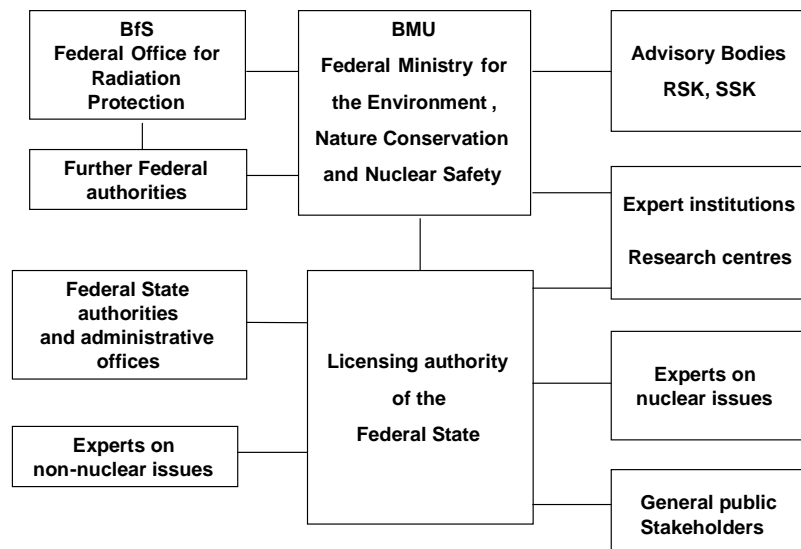 BfS
Federal Office for
Radiation
Protection
BMU
Federal Ministry for
the Environment ,
Nature Conservation
and Nuclear Safety
Advisory Bodies
RSK, SSK
Further Federal
authorities
Expert institutions
Research centres
Federal State
authorities
and administrative
offices
Licensing authority
of the
Federal State
Experts on
nuclear issues
Experts on
non-nuclear issues
General public
Stakeholders